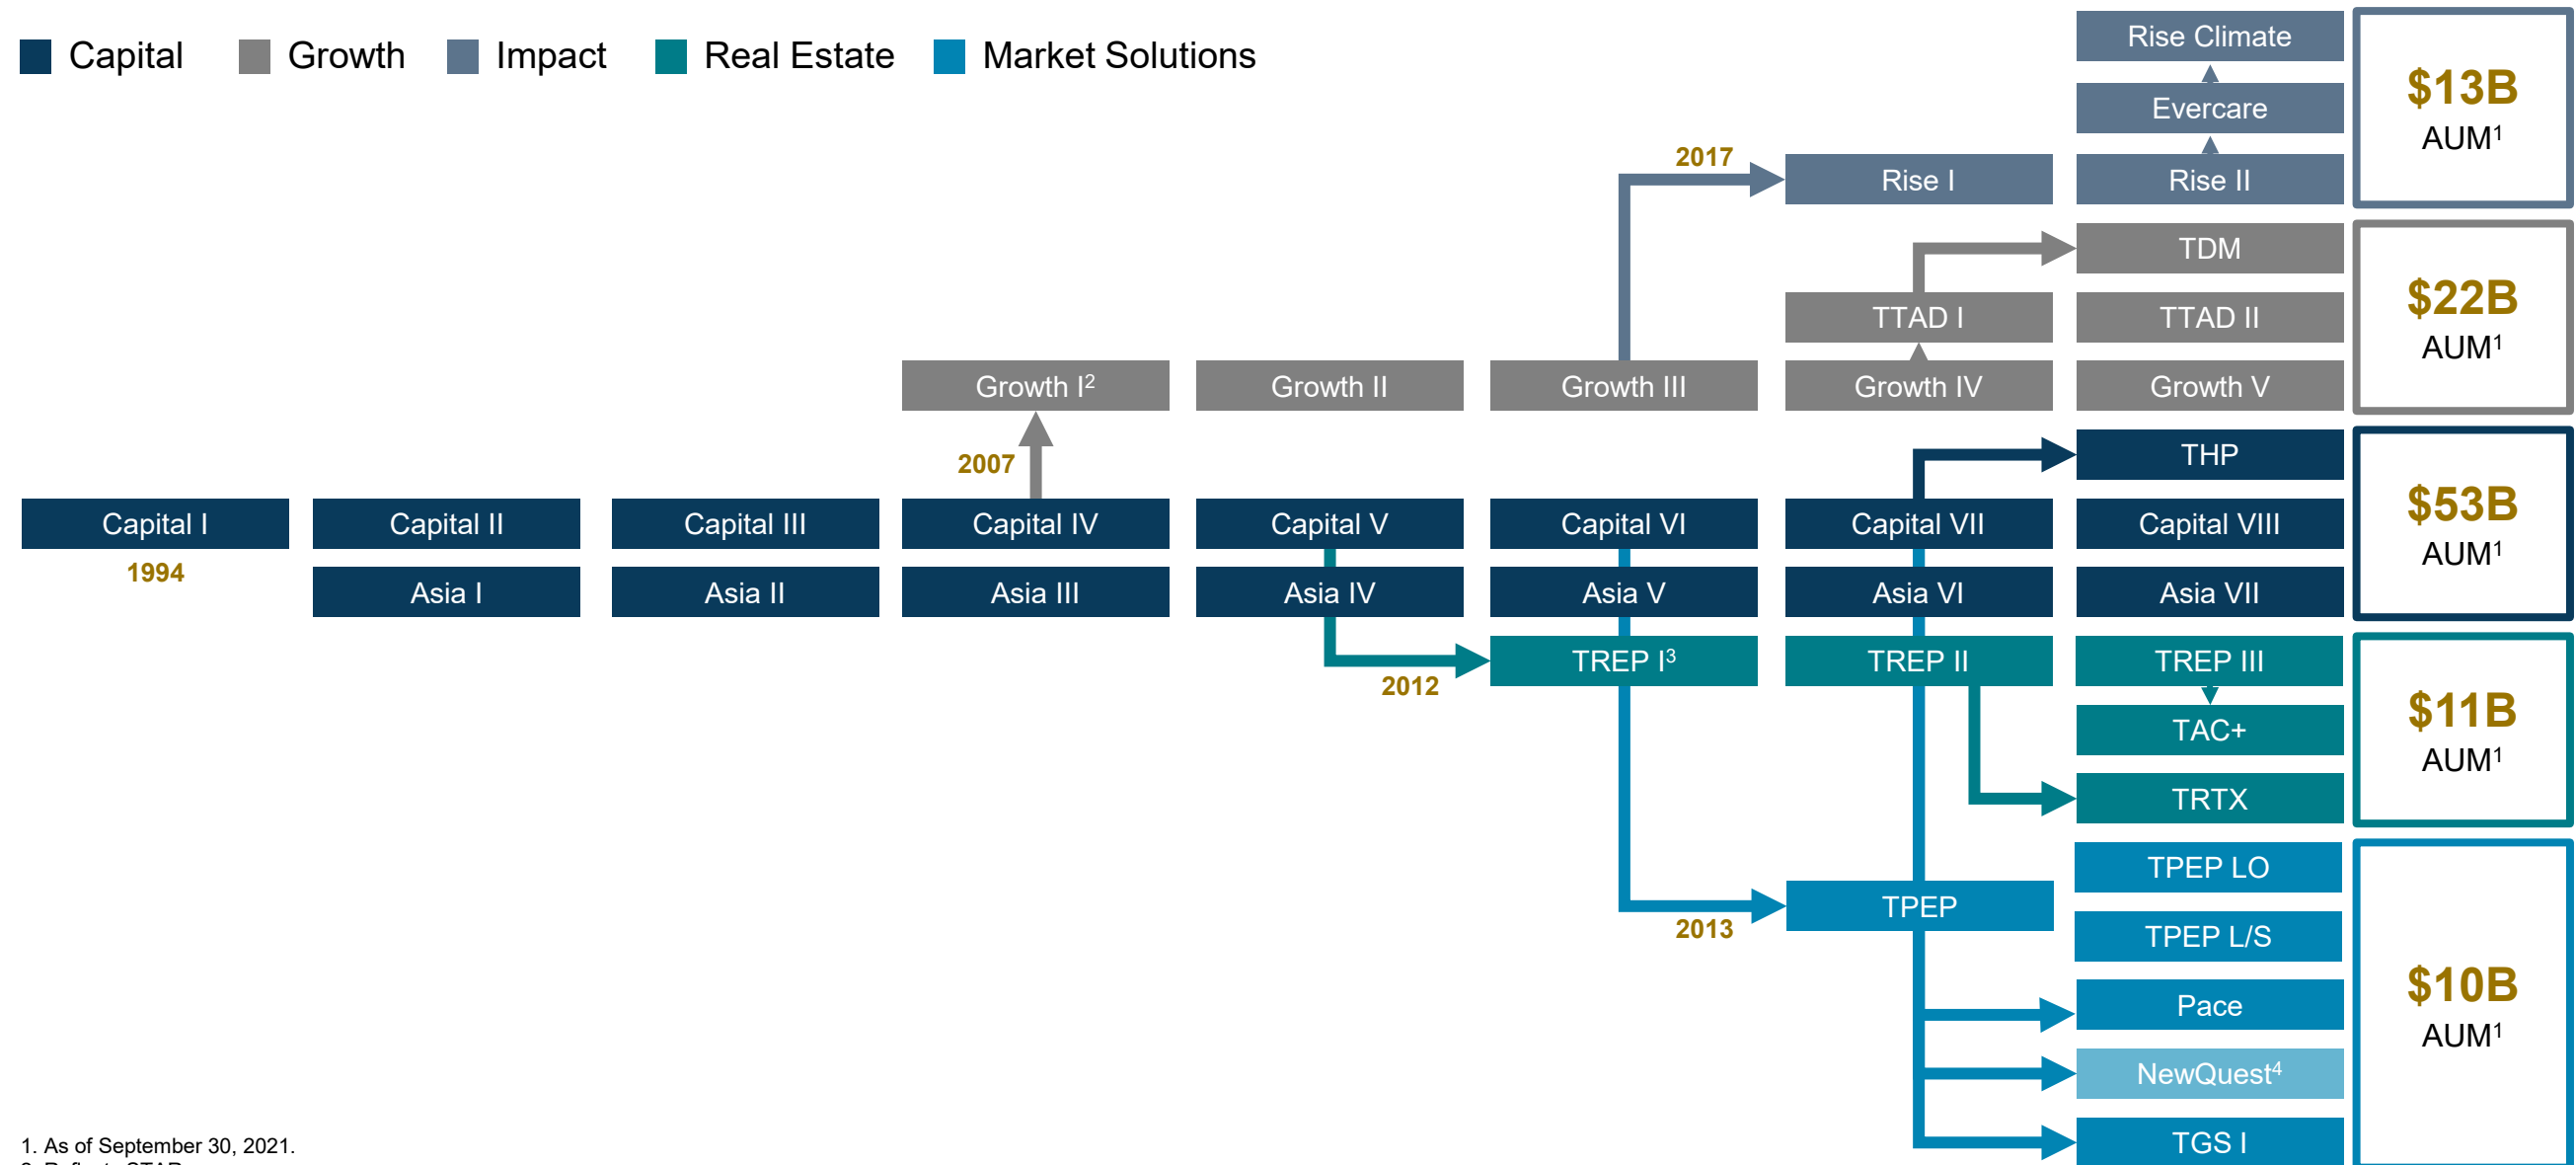 Capital
Growth
Impact
Real Estate
Market Solutions
Rise Climate
Evercare
2017
Rise I
Rise II
$13B
AUM¹
TDM
TTAD I
TTAD II
Growth I²
Growth II
Growth III
Growth IV
Growth V
$22B
AUM¹
2007
THP
Capital I
Capital II
Capital III
Capital IV
Capital V
Capital VI
Capital VII
Capital VIII
1994
Asia I
Asia II
Asia III
Asia IV
Asia V
Asia VI
Asia VII
$53B
AUM¹
2012
TREP I³
TREP II
TREP III
TAC+
TRTX
$11B
AUM¹
2013
TPEP
TPEP LO
TPEP L/S
Pace
NewQuest⁴
TGS I
$10B
AUM¹
1. As of September 30, 2021.